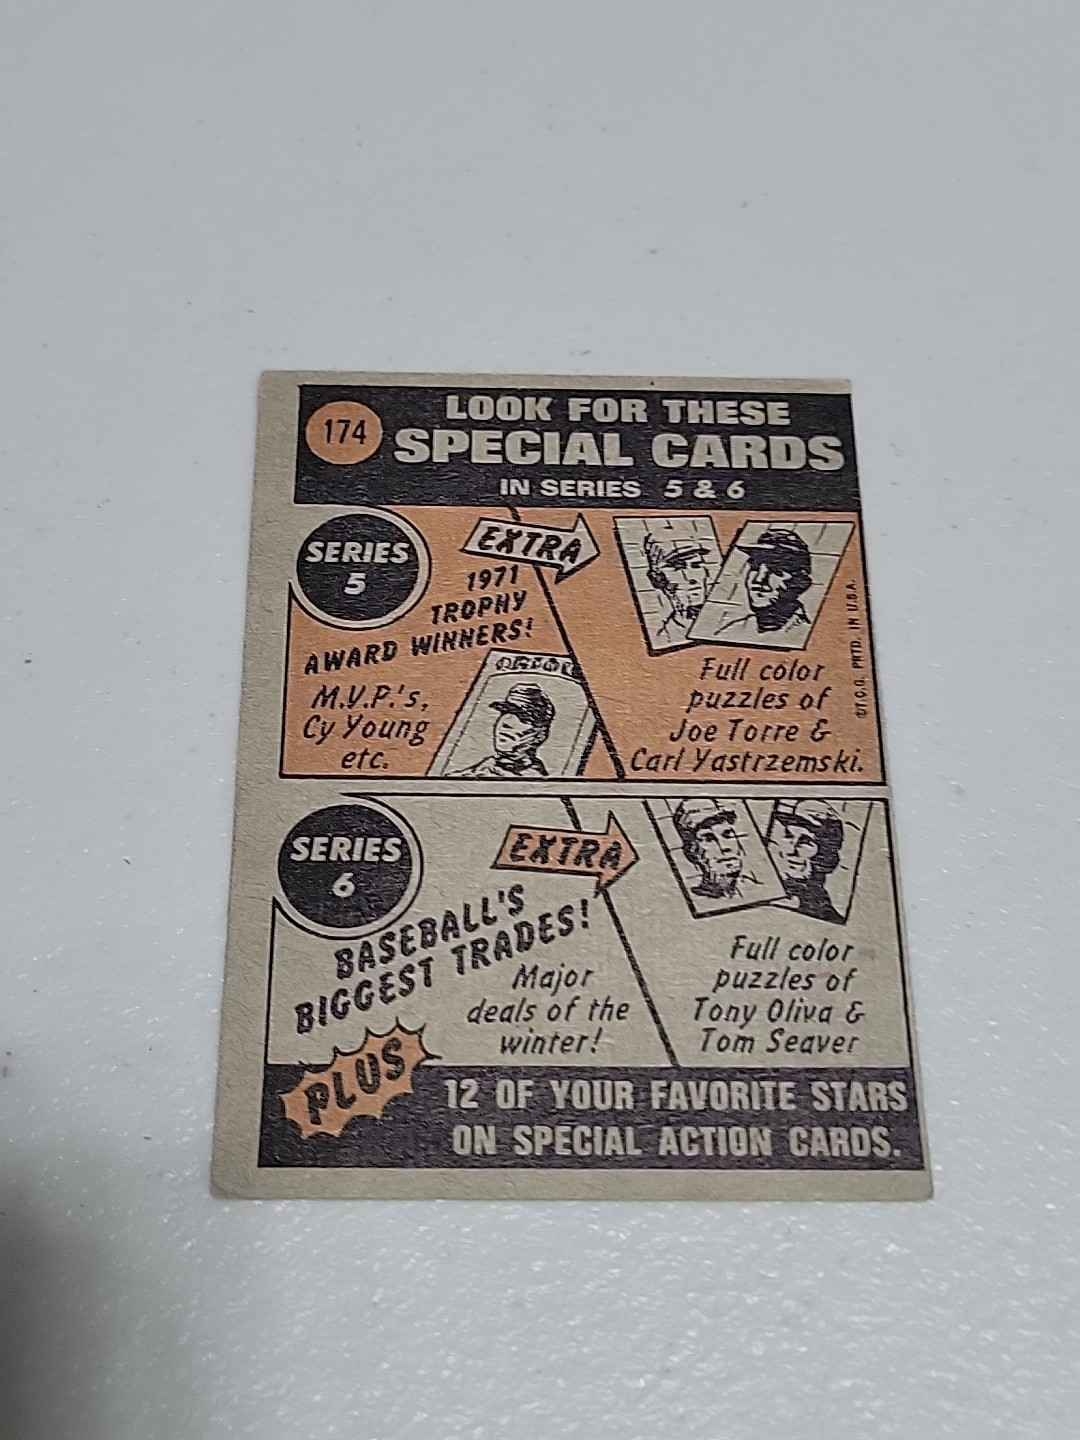 174
LOOK FOR THESE
SPECIAL CARDS
IN SERIES 5 & 6
SERIES
5
EXTRA
1971
TROPHY
AWARD WINNERS!
M.V.P.'s,
Cy Young
etc.
Full color
puzzles of
Joe Torre &
Carl Yastrzemski.
©T.C.G. PRTD. IN U.S.A.
SERIES
6
EXTRA
BASEBALL'S
BIGGEST TRADES!
Major
deals of the
winter!
Full color
puzzles of
Tony Oliva &
Tom Seaver
PLUS
12 OF YOUR FAVORITE STARS
ON SPECIAL ACTION CARDS.